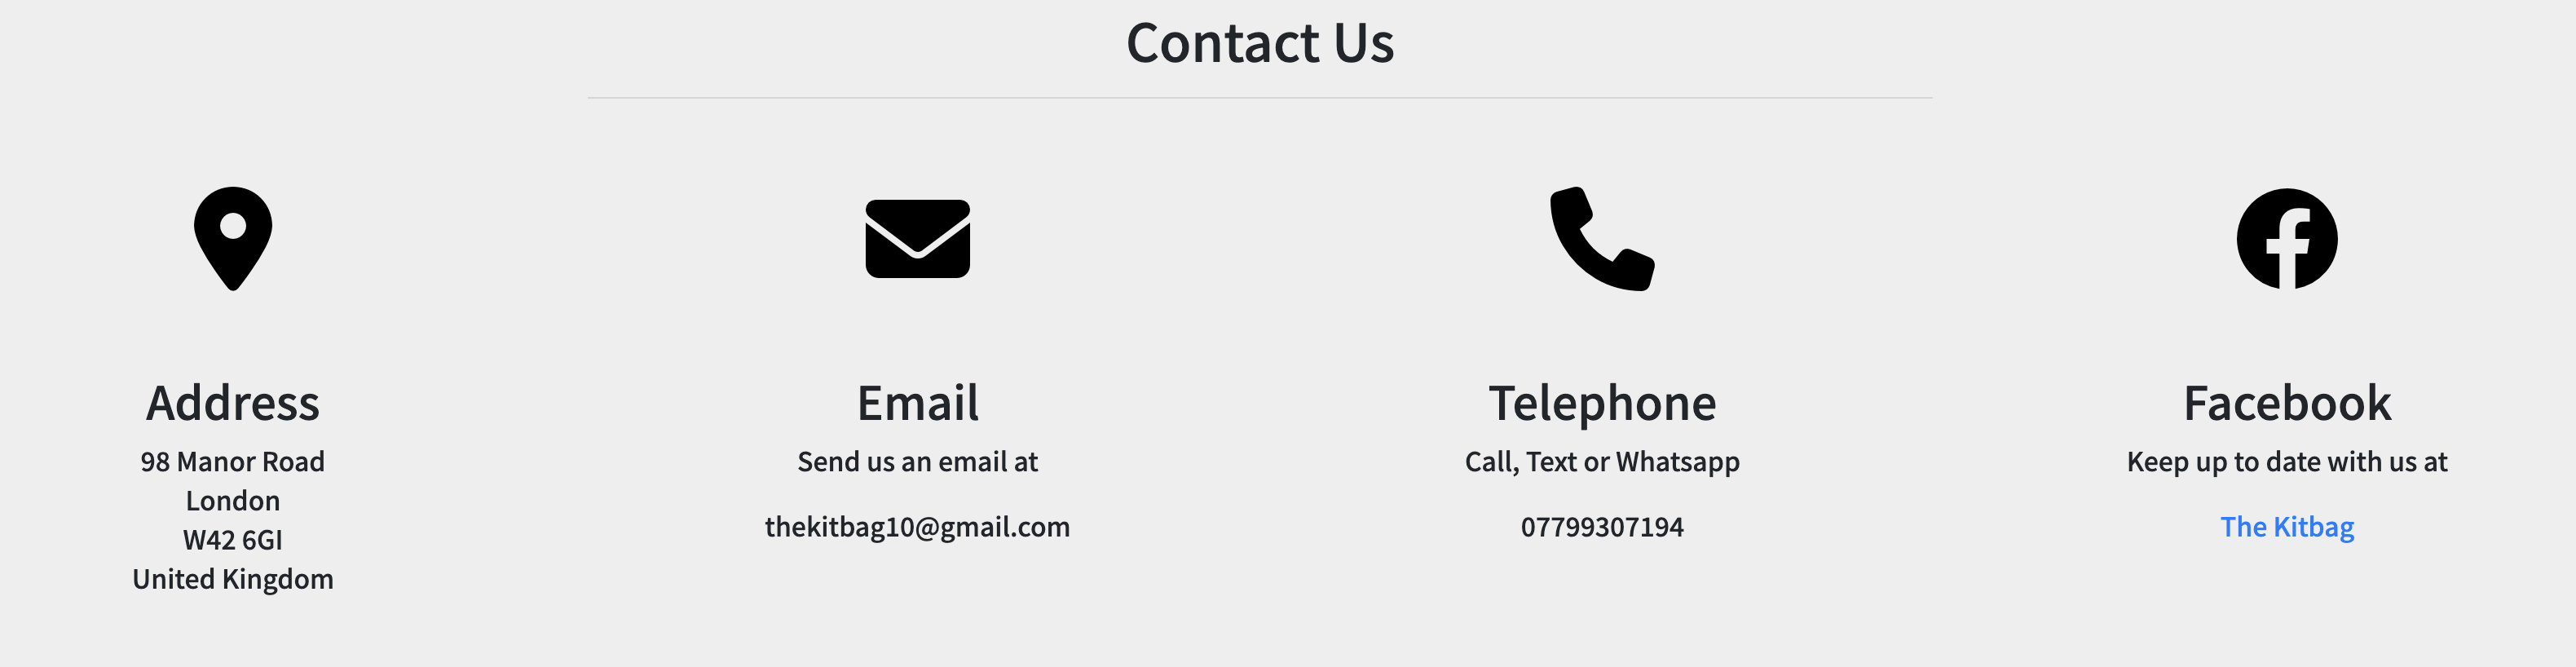 Contact Us
Address
98 Manor Road
London
W42 6GI
United Kingdom
Email
Send us an email at
thekitbag10@gmail.com
Telephone
Call, Text or Whatsapp
07799307194
Facebook
Keep up to date with us at
The Kitbag